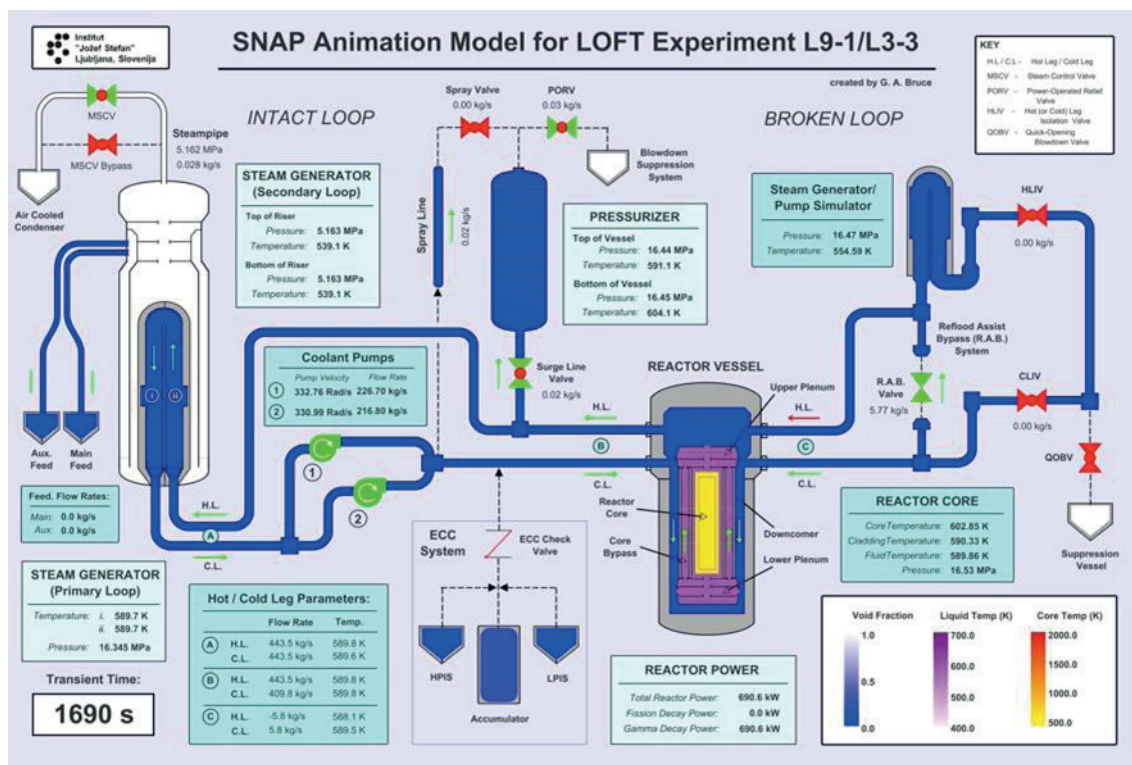 Institut
"Jožef Stefan"
Ljubljana, Slovenija
SNAP Animation Model for LOFT Experiment L9-1/L3-3
created by G. A. Bruce
KEY
H.L / C.L - Hot Leg / Cold Leg
MSCV - Steam Control Valve
PORV - Power-Operated Relief
Valve
HLIV - Hot (or Cold) Leg
Isolation Valve
QOBV - Quick-Opening
Blowdown Valve
INTACT LOOP
BROKEN LOOP
MSCV
MSCV Bypass
Steampipe
5.162 MPa
0.028 kg/s
Air Cooled
Condenser
STEAM GENERATOR
(Secondary Loop)
Top of Riser
Pressure: 5.163 MPa
Temperature: 539.1 K
Bottom of Riser
Pressure: 5.163 MPa
Temperature: 539.1 K
Spray Valve
0.00 kg/s
PORV
0.03 kg/s
Blowdown
Suppression
System
Spray Line
0.02 kg/s
PRESSURIZER
Top of Vessel
Pressure: 16.44 MPa
Temperature: 591.1 K
Bottom of Vessel
Pressure: 16.45 MPa
Temperature: 604.1 K
Steam Generator/
Pump Simulator
Pressure: 16.47 MPa
Temperature: 554.59 K
HLIV
0.00 kg/s
Reflood Assist
Bypass (R.A.B.)
System
R.A.B.
Valve
5.77 kg/s
CLIV
0.00 kg/s
QOBV
Suppression
Vessel
Coolant Pumps
Pump Velocity Flow Rate
1 332.76 Rad/s 226.70 kg/s
2 330.99 Rad/s 216.80 kg/s
Surge Line
Valve
0.02 kg/s
REACTOR VESSEL
Upper Plenum
H.L.
B
C.L.
H.L.
C
C.L.
Reactor
Core
Core
Bypass
Downcomer
Lower Plenum
i
ii
Aux.
Feed
Main
Feed
1
2
H.L.
A
C.L.
Feed. Flow Rates:
Main: 0.0 kg/s
Aux: 0.0 kg/s
STEAM GENERATOR
(Primary Loop)
Temperature: i. 589.7 K
ii. 589.7 K
Pressure: 16.345 MPa
Transient Time:
1690 s
Hot / Cold Leg Parameters:
Flow Rate Temp.
A H.L. 443.5 kg/s 589.8 K
C.L. 443.5 kg/s 589.6 K
B H.L. 443.5 kg/s 589.8 K
C.L. 409.8 kg/s 589.8 K
C H.L. -5.8 kg/s 588.1 K
C.L. 5.8 kg/s 589.5 K
ECC
System
ECC Check
Valve
HPIS
Accumulator
LPIS
REACTOR CORE
CoreTemperature: 602.85 K
CladdingTemperature: 590.33 K
FluidTemperature: 589.86 K
Pressure: 16.53 MPa
REACTOR POWER
Total Reactor Power: 690.6 kW
Fission Decay Power: 0.0 kW
Gamma Decay Power: 690.6 kW
Void Fraction Liquid Temp (K) Core Temp (K)
1.0 700.0 2000.0
600.0 1500.0
0.5
500.0 1000.0
0.0 400.0 500.0